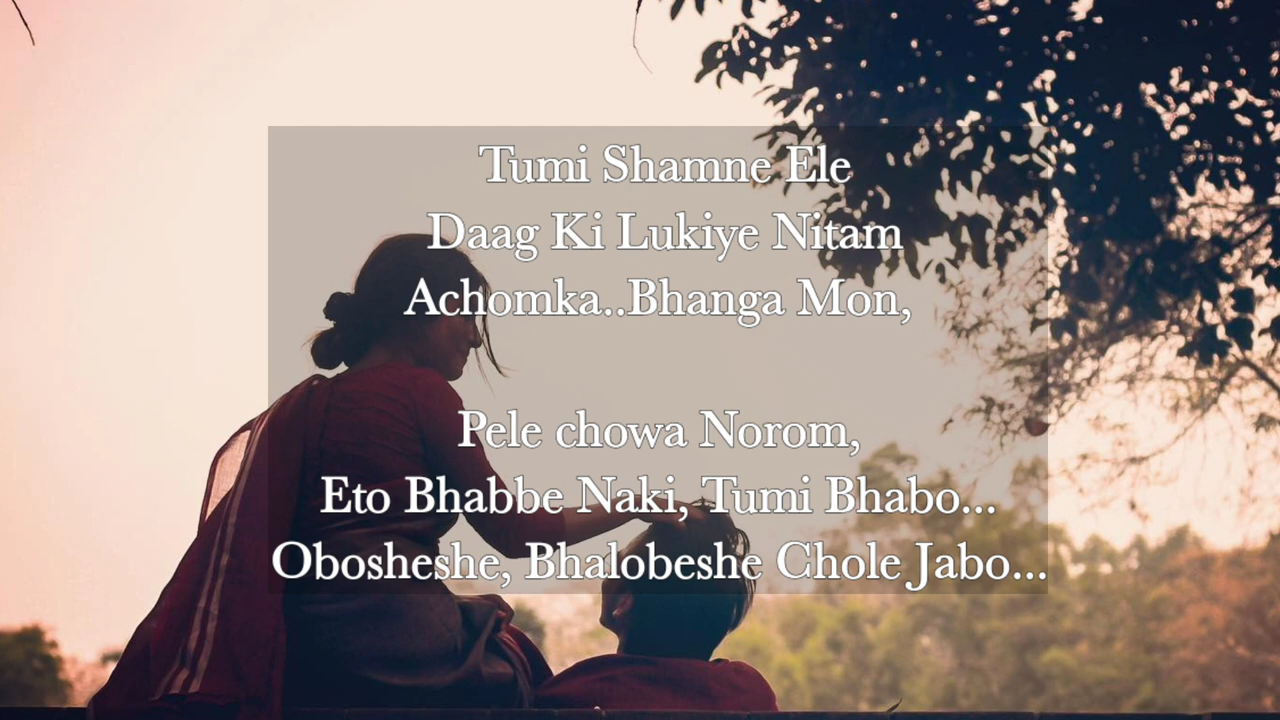 Tumi Shamne Ele
Daag Ki Lukiye Nitam
Achomka..Bhanga Mon,
Pele chowa Norom,
Eto Bhabbe Naki, Tumi Bhabo...
Obosheshe, Bhalobeshe Chole Jabo...